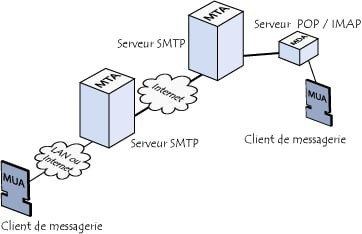 MTA
Serveur SMTP
Serveur POP / IMAP
MDA
MUA
Client de messagerie
Internet
MTA
Serveur SMTP
LAN ou
Internet
MUA
Client de messagerie